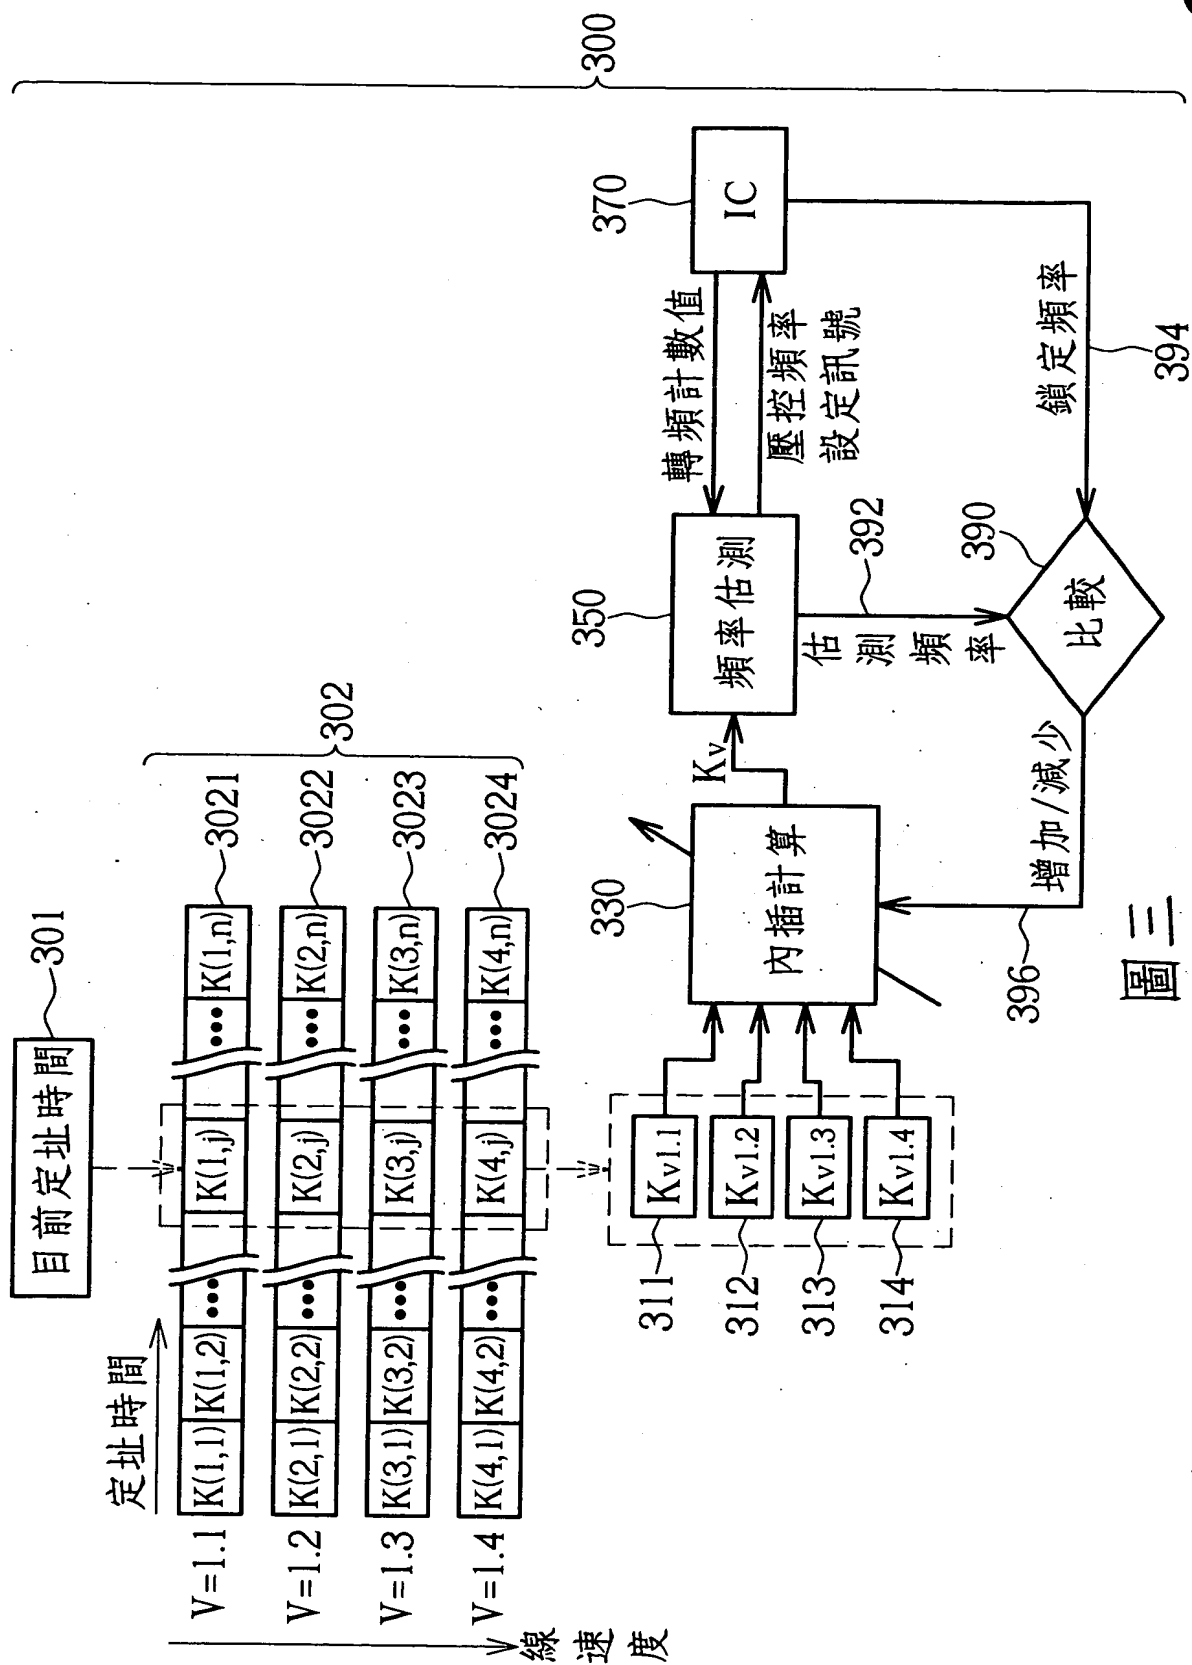 300
目前定址時間
301
定址時間
302
V=1.1
K(1,1)
K(1,2)
K(1,j)
K(1,n)
3021
V=1.2
K(2,1)
K(2,2)
K(2,j)
K(2,n)
3022
V=1.3
K(3,1)
K(3,2)
K(3,j)
K(3,n)
3023
V=1.4
K(4,1)
K(4,2)
K(4,j)
K(4,n)
3024
線速度
311
Kv1.1
312
Kv1.2
313
Kv1.3
314
Kv1.4
330
內插計算
Kv
350
頻率估測
轉頻計數值
壓控頻率
設定訊號
370
IC
估測頻率
392
390
比較
鎖定頻率
394
增加/減少
396
圖三